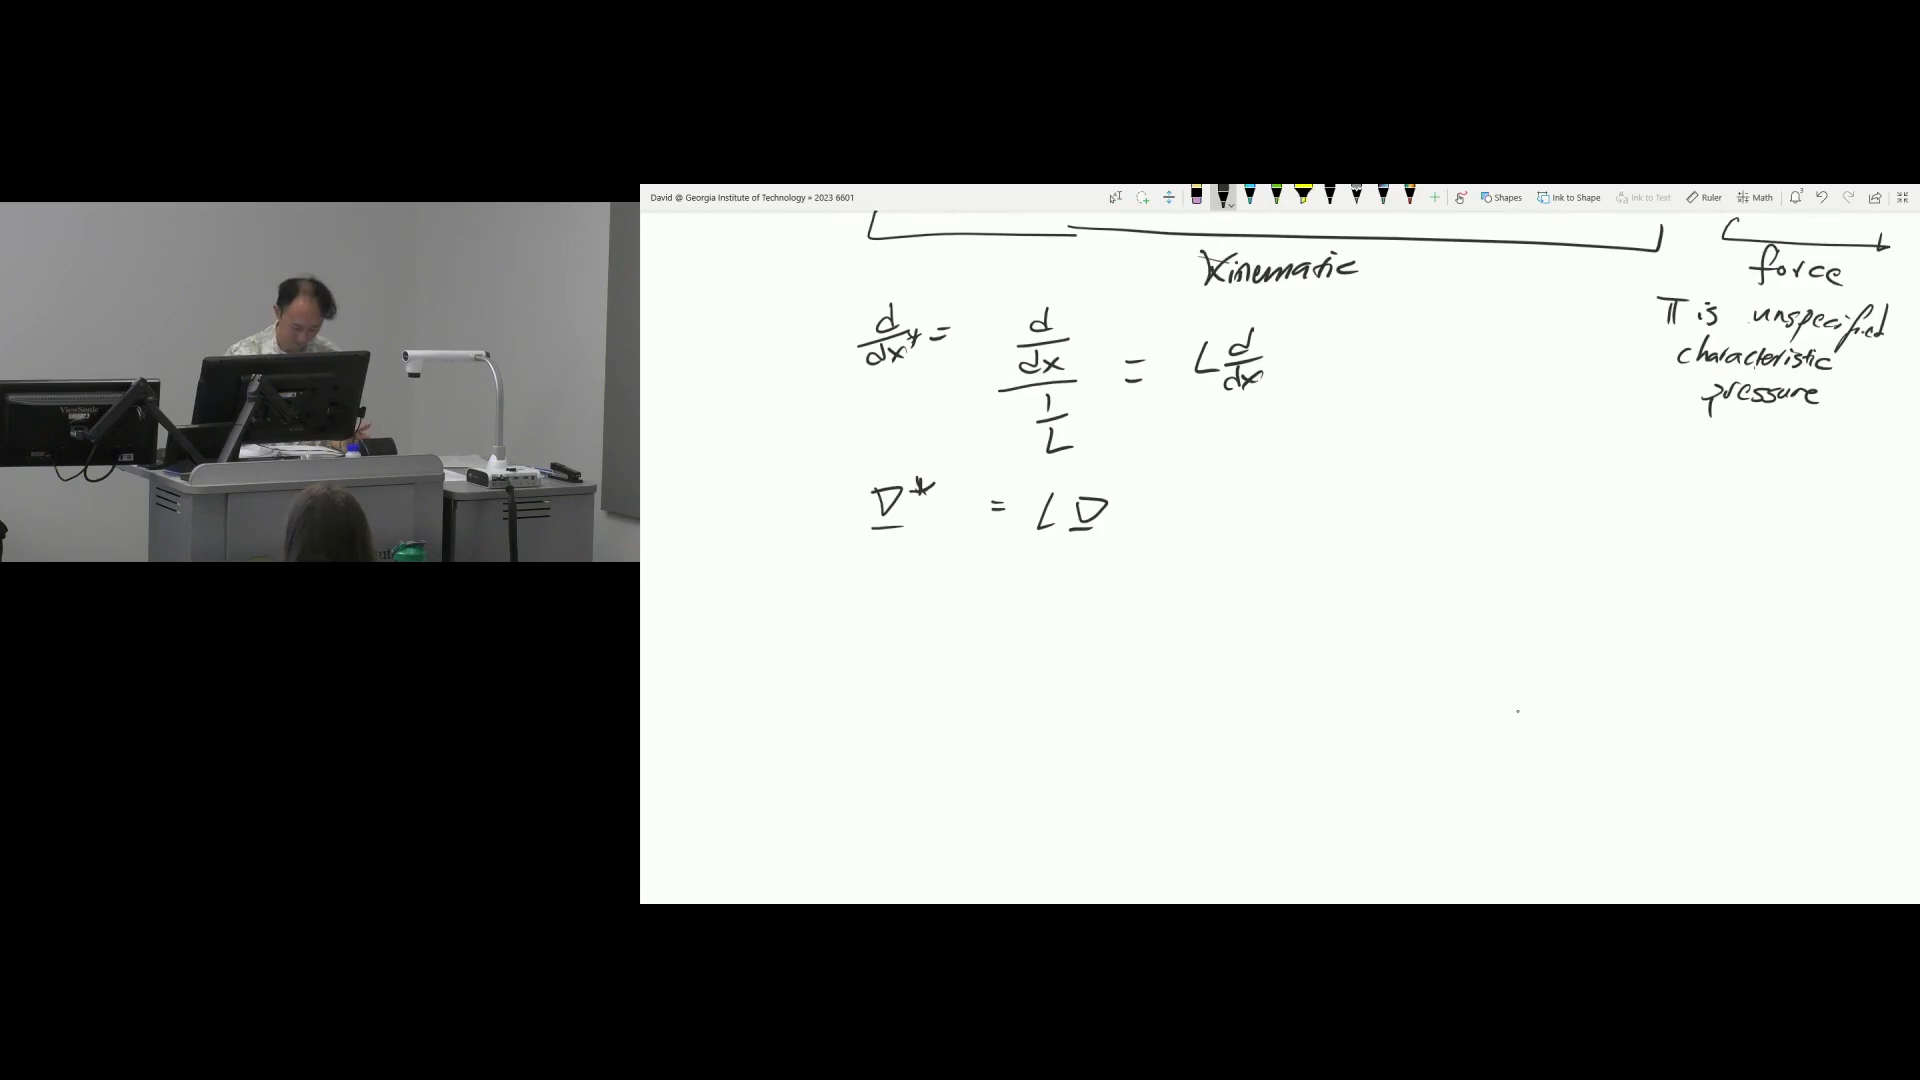 David @ Georgia Institute of Technology » 2023 6601
Shapes
Ink to Shape
Ink to Text
Ruler
Math
3
Kinematic
force
π is unspecified
characteristic
pressure
d/dx* = (d/dx)/(1/L) = L d/dx
∇* = L ∇
ViewSonic